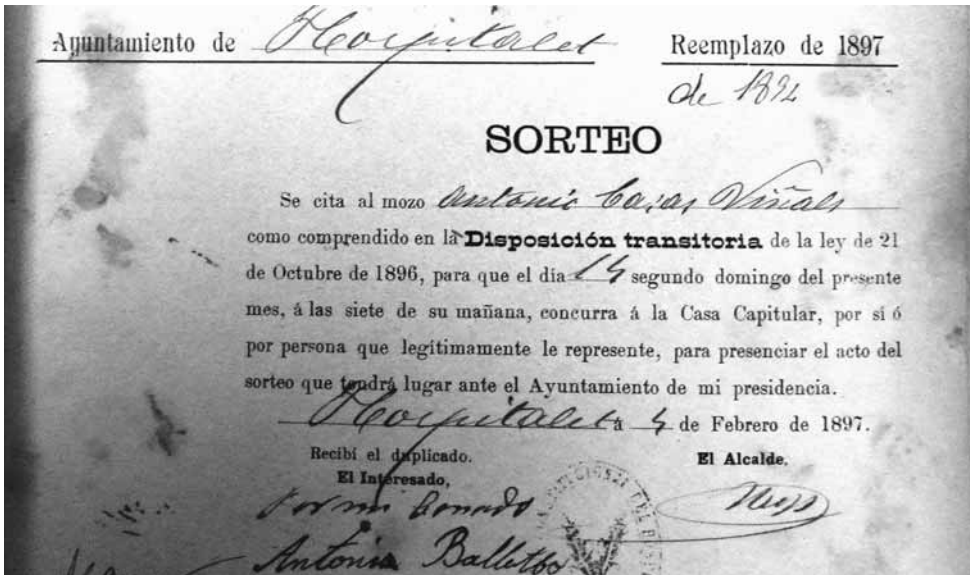 Ayuntamiento de Hospitalet Reemplazo de 1897
de 1894
SORTEO
Se cita al mozo Antonio Casas Viñals
como comprendido en la Disposición transitoria de la ley de 21
de Octubre de 1896, para que el día 14 segundo domingo del presente
mes, á las siete de su mañana, concurra á la Casa Capitular, por sí ó
por persona que legítimamente le represente, para presenciar el acto del
sorteo que tendrá lugar ante el Ayuntamiento de mi presidencia.
Hospitalet á 4 de Febrero de 1897.
Recibí el duplicado. El Alcalde,
El Interesado,
Por mi
Antonia Balletbo